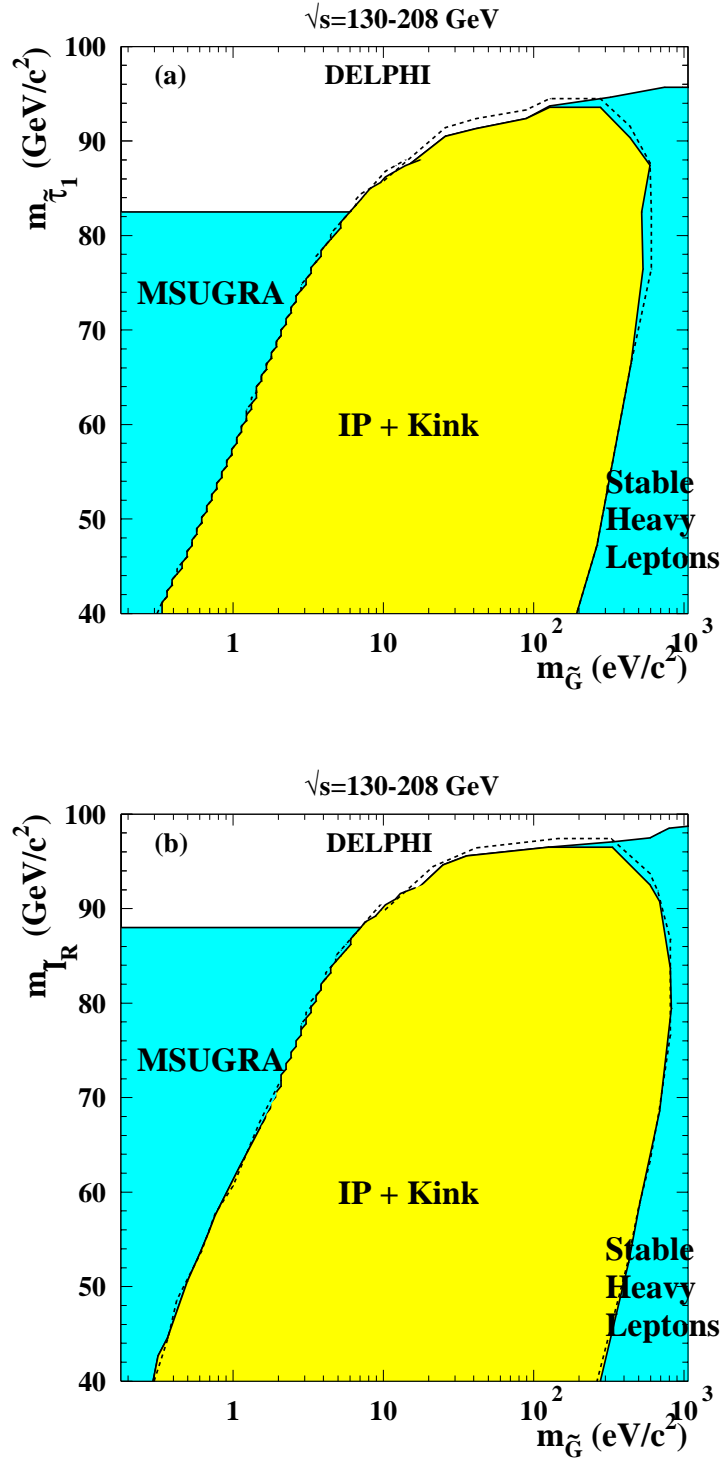 √s=130-208 GeV
(a)
DELPHI
m_τ̃₁ ((GeV/c²)
100
90
80
70
60
50
40
MSUGRA
IP + Kink
Stable
Heavy
Leptons
1
10
10²
10³
m_G̃ (eV/c²)
√s=130-208 GeV
(b)
DELPHI
m_l̃_R ((GeV/c²)
100
90
80
70
60
50
40
MSUGRA
IP + Kink
Stable
Heavy
Leptons
1
10
10²
10³
m_G̃ (eV/c²)